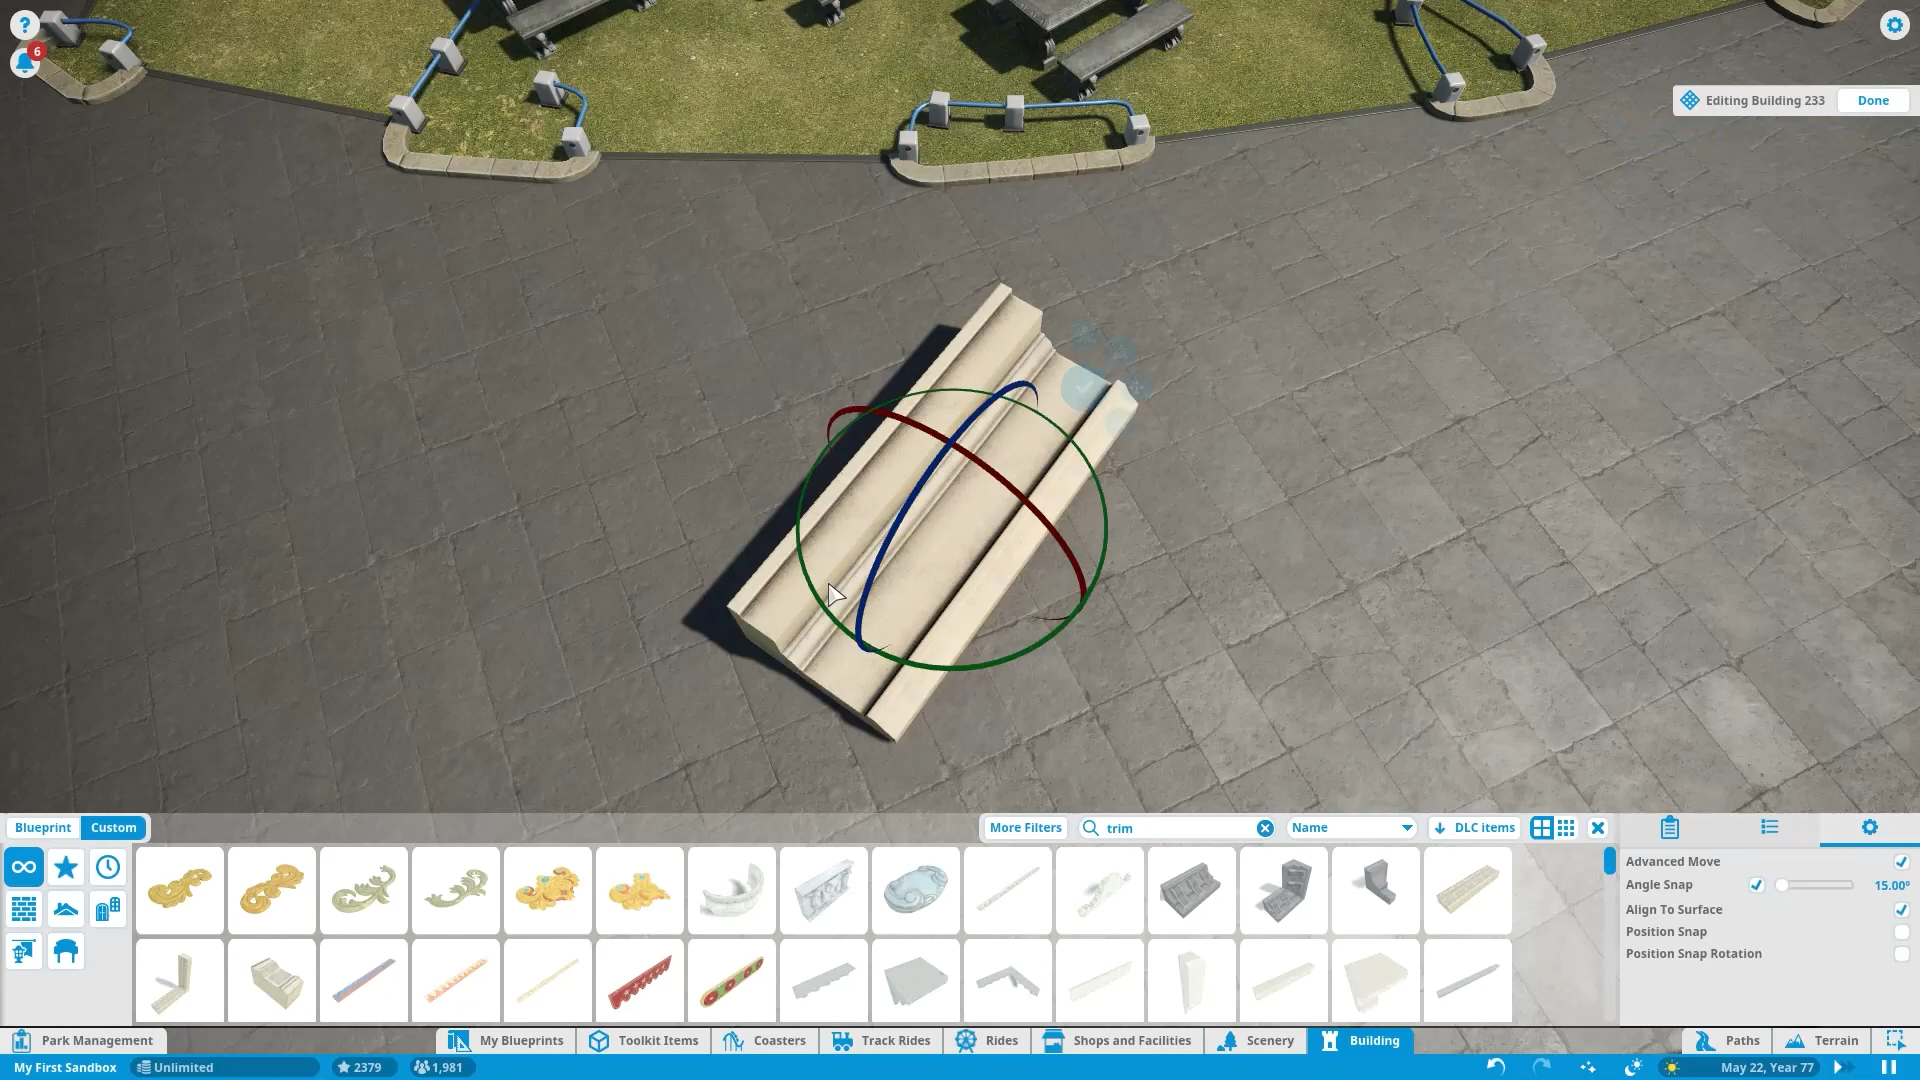 ?
6
Editing Building 233
Done
Blueprint
Custom
More Filters
trim
Name
DLC items
Advanced Move
Angle Snap
15.00°
Align To Surface
Position Snap
Position Snap Rotation
Park Management
My Blueprints
Toolkit Items
Coasters
Track Rides
Rides
Shops and Facilities
Scenery
Building
Paths
Terrain
My First Sandbox
Unlimited
2379
1,981
May 22, Year 77